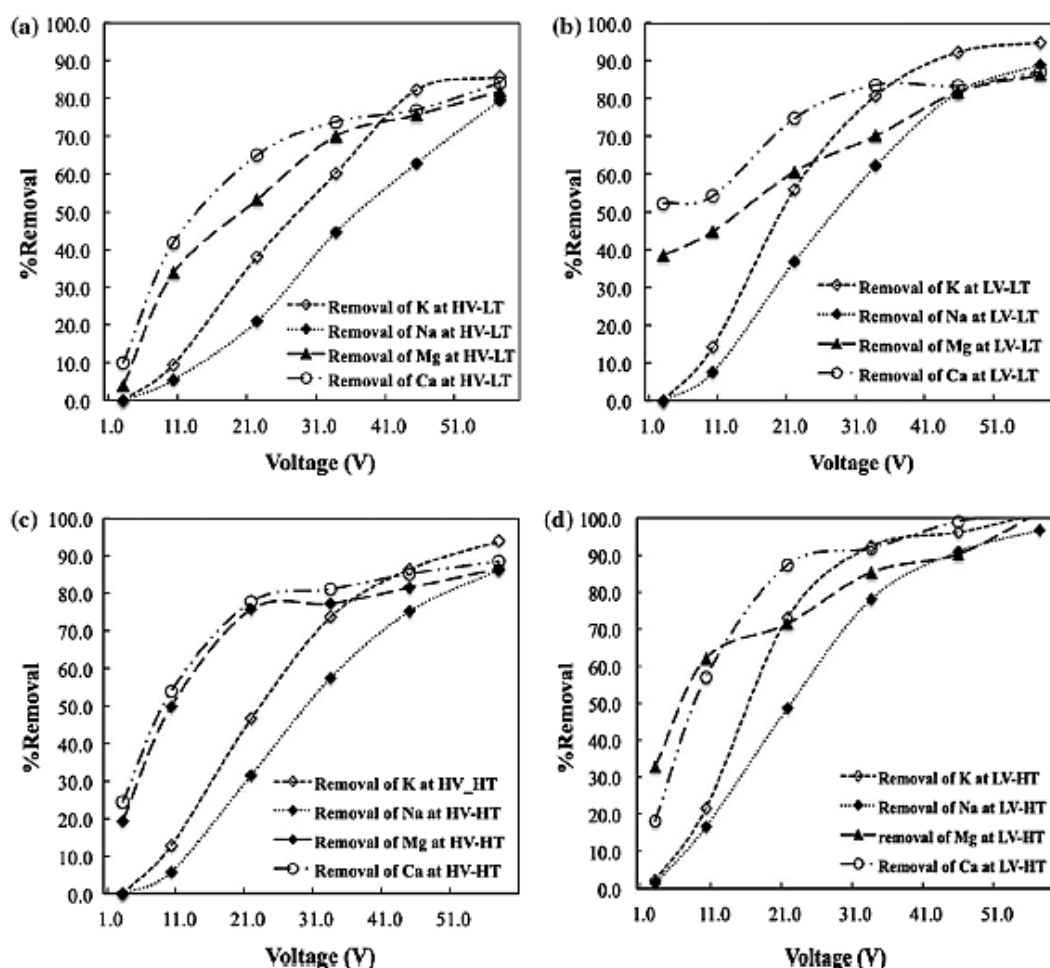 (a)
100.0
90.0
80.0
70.0
60.0
50.0
40.0
30.0
20.0
10.0
0.0
%Removal
Removal of K at HV-LT
Removal of Na at HV-LT
Removal of Mg at HV-LT
Removal of Ca at HV-LT
1.0 11.0 21.0 31.0 41.0 51.0
Voltage (V)
(b)
100.0
90.0
80.0
70.0
60.0
50.0
40.0
30.0
20.0
10.0
0.0
%Removal
Removal of K at LV-LT
Removal of Na at LV-LT
Removal of Mg at LV-LT
Removal of Ca at LV-LT
1.0 11.0 21.0 31.0 41.0 51.0
Voltage (V)
(c)
100.0
90.0
80.0
70.0
60.0
50.0
40.0
30.0
20.0
10.0
0.0
%Removal
Removal of K at HV_HT
Removal of Na at HV-HT
Removal of Mg at HV-HT
Removal of Ca at HV-HT
1.0 11.0 21.0 31.0 41.0 51.0
Voltage (V)
(d)
100.0
90.0
80.0
70.0
60.0
50.0
40.0
30.0
20.0
10.0
0.0
%Removal
Removal of K at LV-HT
Removal of Na at LV-HT
removal of Mg at LV-HT
Removal of Ca at LV-HT
1.0 11.0 21.0 31.0 41.0 51.0
Voltage (V)